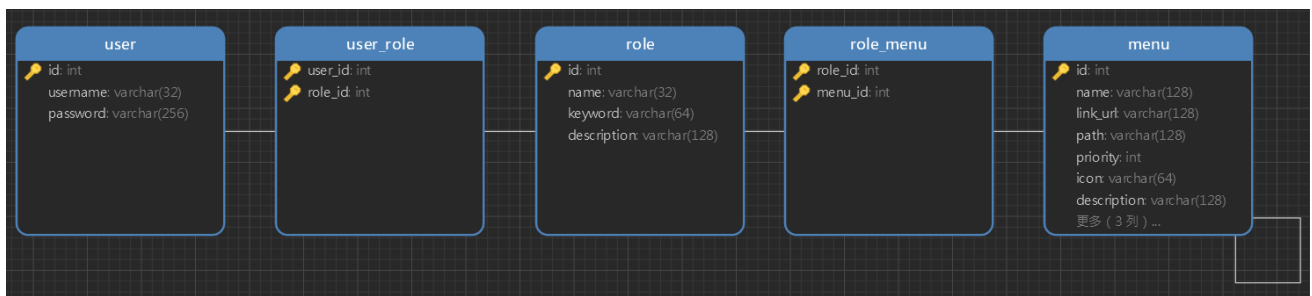 user
id: int
username: varchar(32)
password: varchar(256)
user_role
user_id: int
role_id: int
role
id: int
name: varchar(32)
keyword: varchar(64)
description: varchar(128)
role_menu
role_id: int
menu_id: int
menu
id: int
name: varchar(128)
link_url: varchar(128)
path: varchar(128)
priority: int
icon: varchar(64)
description: varchar(128)
更多（3 列）...